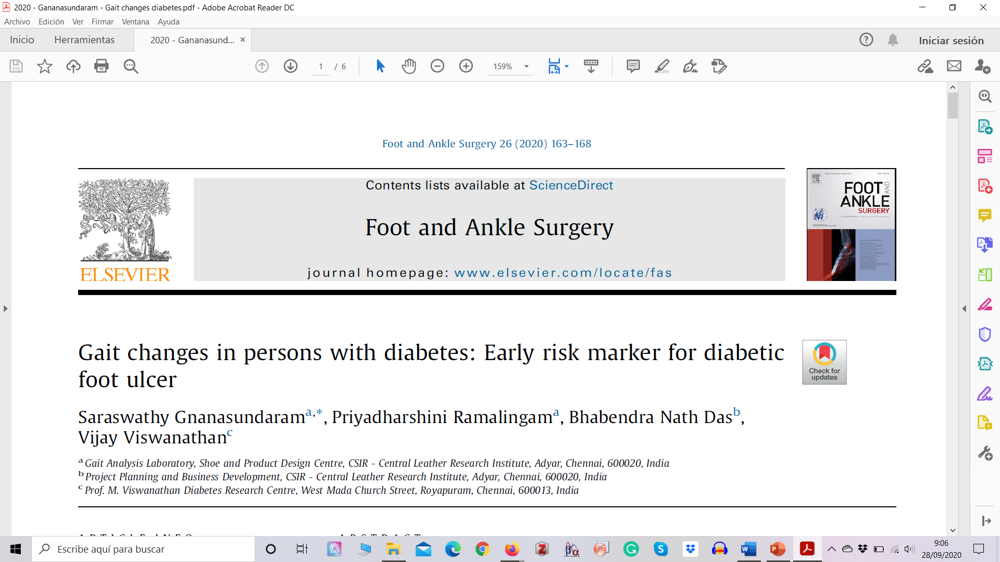 2020 - Gananasundaram - Gait changes diabetes.pdf - Adobe Acrobat Reader DC
Archivo Edición Ver Firmar Ventana Ayuda
Inicio Herramientas 2020 - Gananasund... Iniciar sesión
1 / 6 159%
Foot and Ankle Surgery 26 (2020) 163–168
Contents lists available at ScienceDirect
Foot and Ankle Surgery
journal homepage: www.elsevier.com/locate/fas
NON SOLUS
ELSEVIER
FOOT AND
ANKLE
SURGERY
Gait changes in persons with diabetes: Early risk marker for diabetic
foot ulcer
Check for
updates
Saraswathy Gnanasundaram a,*, Priyadharshini Ramalingam a, Bhabendra Nath Das b,
Vijay Viswanathan c
a Gait Analysis Laboratory, Shoe and Product Design Centre, CSIR - Central Leather Research Institute, Adyar, Chennai, 600020, India
b Project Planning and Business Development, CSIR - Central Leather Research Institute, Adyar, Chennai, 600020, India
c Prof. M. Viswanathan Diabetes Research Centre, West Mada Church Street, Royapuram, Chennai, 600013, India
ARTICLE INFO ABSTRACT
Escribe aquí para buscar
9:06
28/09/2020